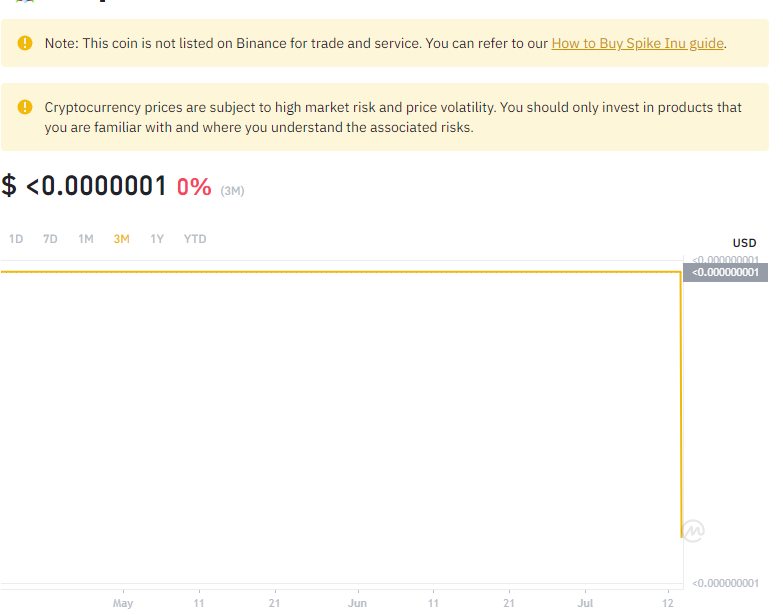 Note: This coin is not listed on Binance for trade and service. You can refer to our How to Buy Spike Inu guide.
Cryptocurrency prices are subject to high market risk and price volatility. You should only invest in products that
you are familiar with and where you understand the associated risks.
$ <0.0000001 0% (3M)
1D 7D 1M 3M 1Y YTD
USD
<0.000000001
<0.000000001
<0.000000001
May 11 21 Jun 11 21 Jul 12